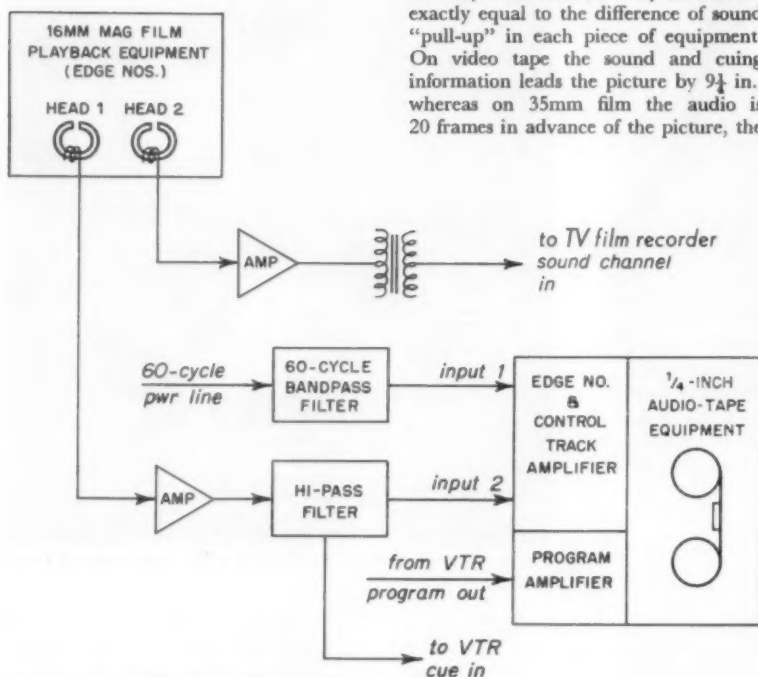 exactly equal to the difference of sound
"pull-up" in each piece of equipment
On video tape the sound and cuing
information leads the picture by 9¼ in.
whereas on 35mm film the audio is
20 frames in advance of the picture, the
16MM MAG FILM
PLAYBACK EQUIPMENT
(EDGE NOS.)
HEAD 1 HEAD 2
AMP
to TV film recorder
sound channel
in
60-cycle
pwr line
60-CYCLE
BANDPASS
FILTER
input 1
EDGE NO.
&
CONTROL
TRACK
AMPLIFIER
1/4-INCH
AUDIO-TAPE
EQUIPMENT
AMP
HI-PASS
FILTER
input 2
from VTR
program out
PROGRAM
AMPLIFIER
to VTR
cue in